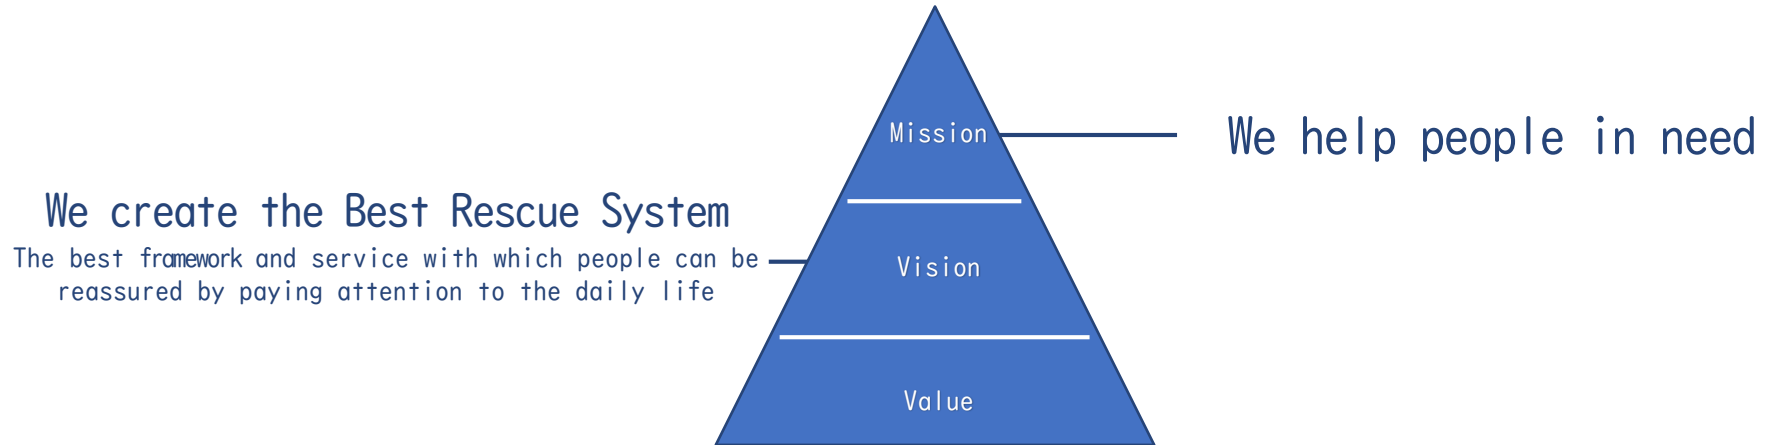 Mission
We help people in need
We create the Best Rescue System
The best framework and service with which people can be
reassured by paying attention to the daily life
Vision
Value